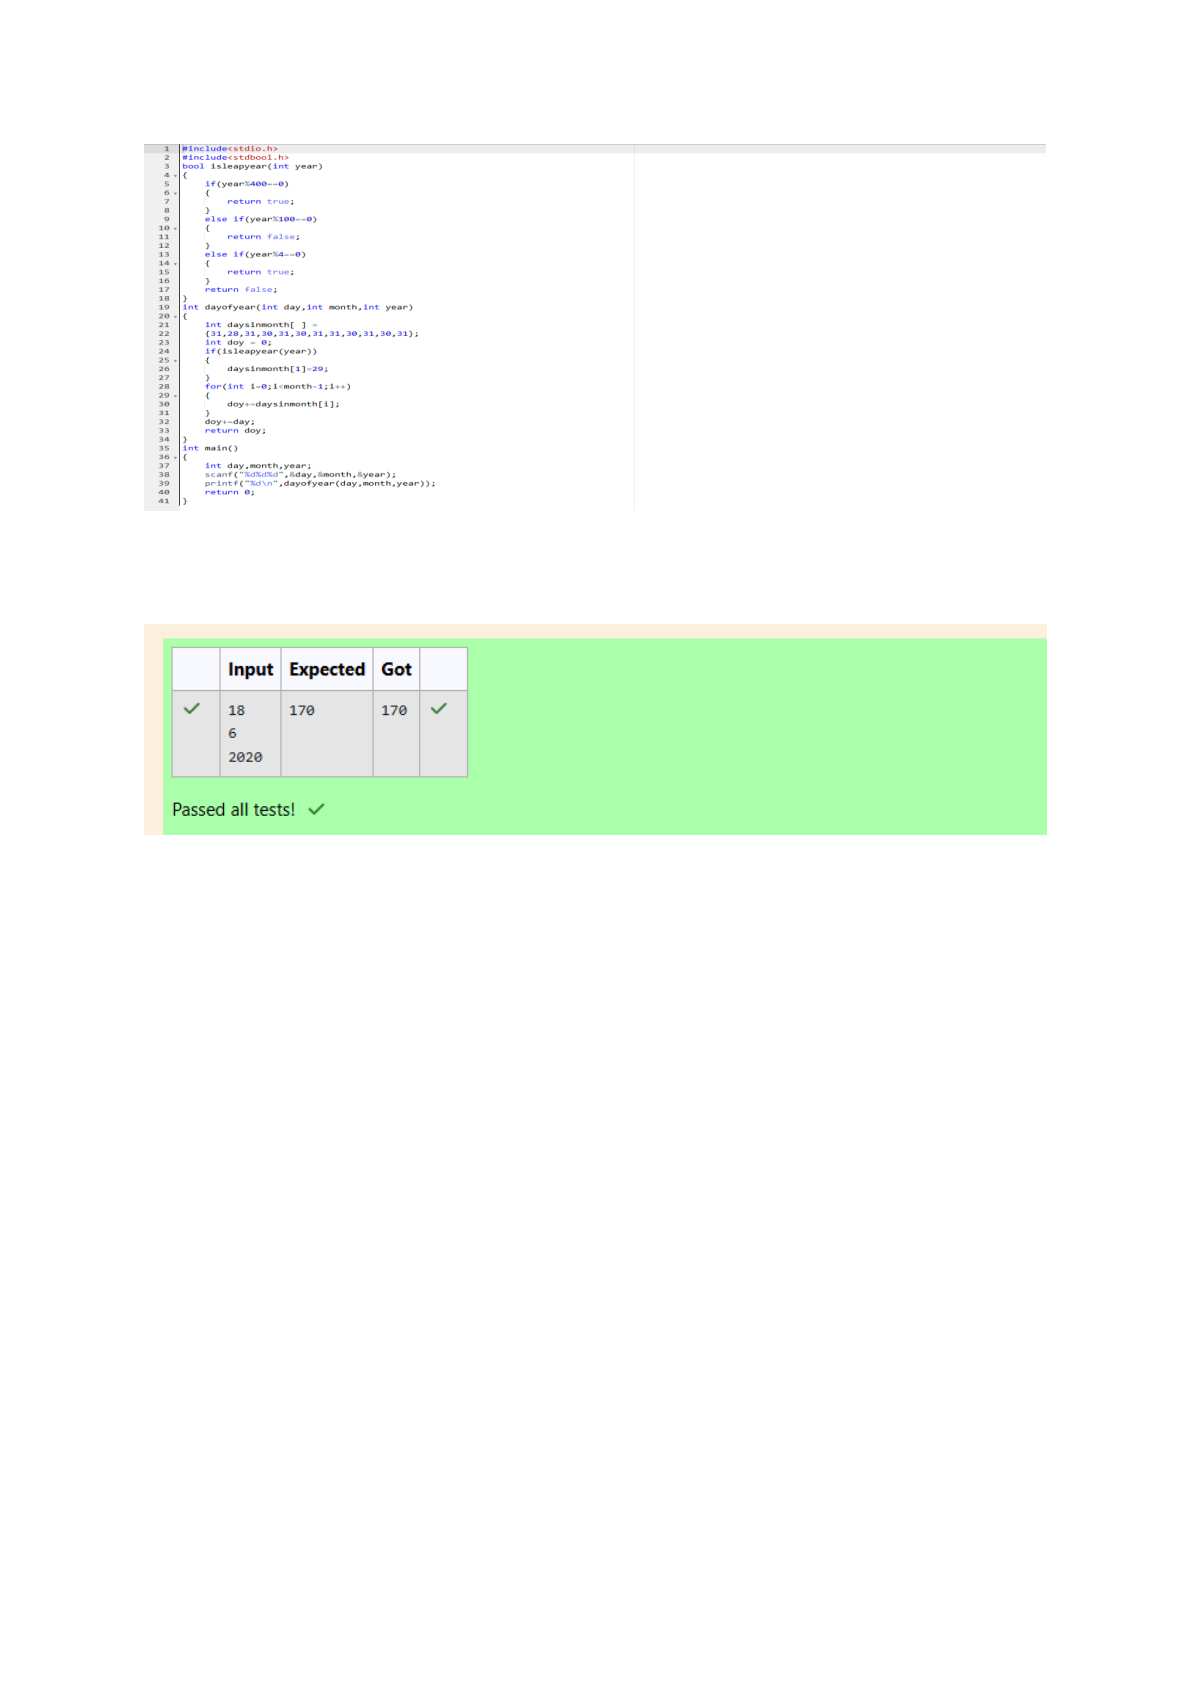 1 #include<stdio.h>
2 #include<stdbool.h>
3 bool isleapyear(int year)
4 {
5 if(year%400==0)
6 {
7 return true;
8 }
9 else if(year%100==0)
10 {
11 return false;
12 }
13 else if(year%4==0)
14 {
15 return true;
16 }
17 return false;
18 }
19 int dayofyear(int day,int month,int year)
20 {
21 int daysinmonth[ ] =
22 {31,28,31,30,31,30,31,31,30,31,30,31};
23 int doy = 0;
24 if(isleapyear(year))
25 {
26 daysinmonth[1]=29;
27 }
28 for(int i=0;i<month-1;i++)
29 {
30 doy+=daysinmonth[i];
31 }
32 doy+=day;
33 return doy;
34 }
35 int main()
36 {
37 int day,month,year;
38 scanf("%d%d%d",&day,&month,&year);
39 printf("%d\n",dayofyear(day,month,year));
40 return 0;
41 }
Input Expected Got
18 170 170
6
2020
Passed all tests!